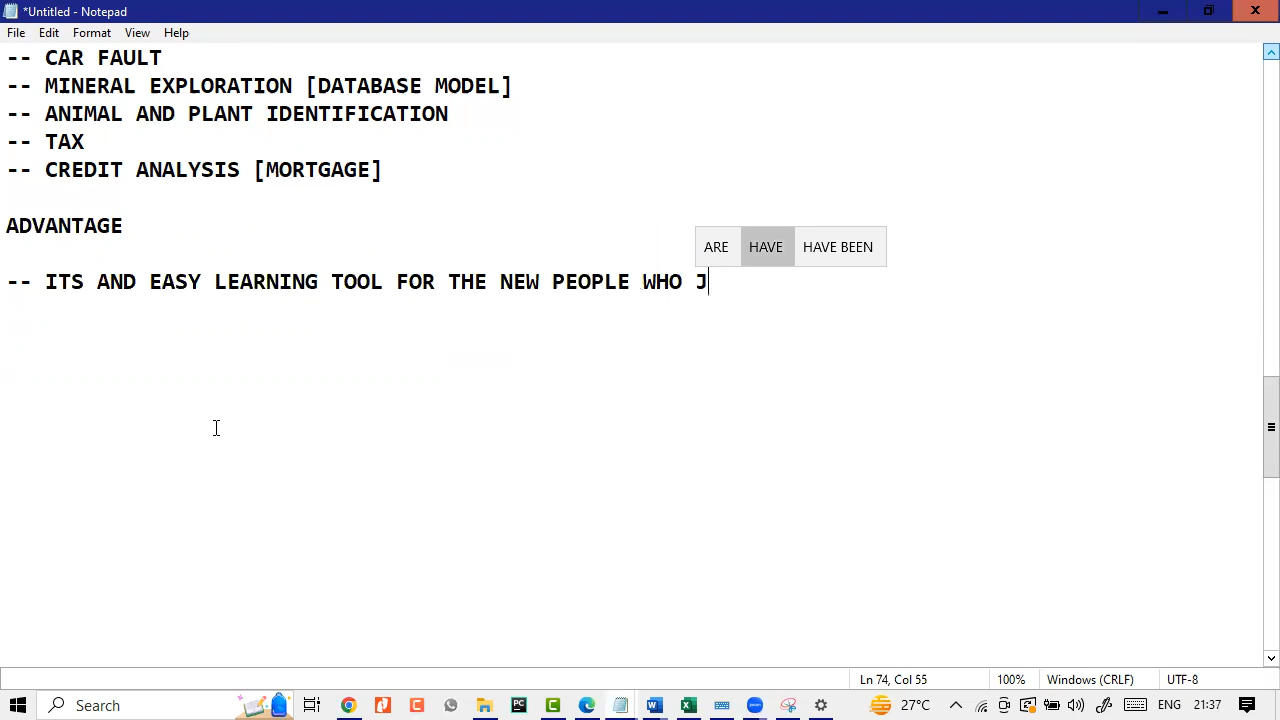 *Untitled - Notepad
File Edit Format View Help
-- CAR FAULT
-- MINERAL EXPLORATION [DATABASE MODEL]
-- ANIMAL AND PLANT IDENTIFICATION
-- TAX
-- CREDIT ANALYSIS [MORTGAGE]
ADVANTAGE
ARE HAVE HAVE BEEN
-- ITS AND EASY LEARNING TOOL FOR THE NEW PEOPLE WHO J
Ln 74, Col 55 100% Windows (CRLF) UTF-8
Search 27°C ENG 21:37